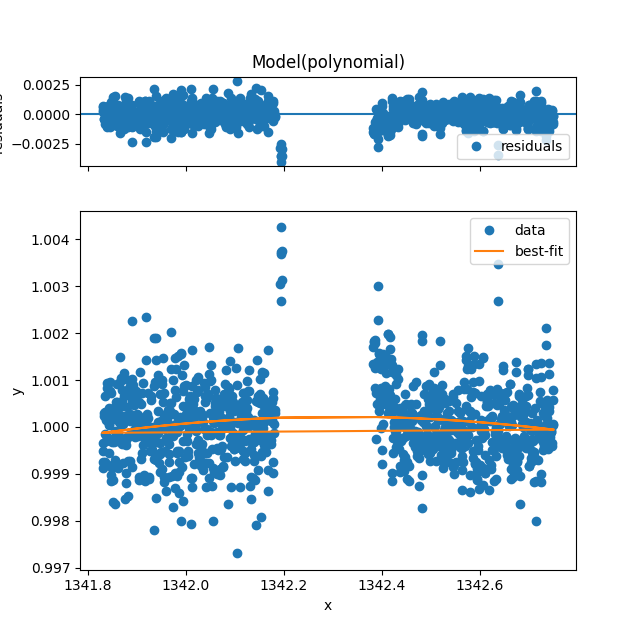 Model(polynomial)
0.0025
0.0000
−0.0025
residuals
residuals
1.004
1.003
1.002
1.001
1.000
0.999
0.998
0.997
y
data
best-fit
1341.8
1342.0
1342.2
1342.4
1342.6
x